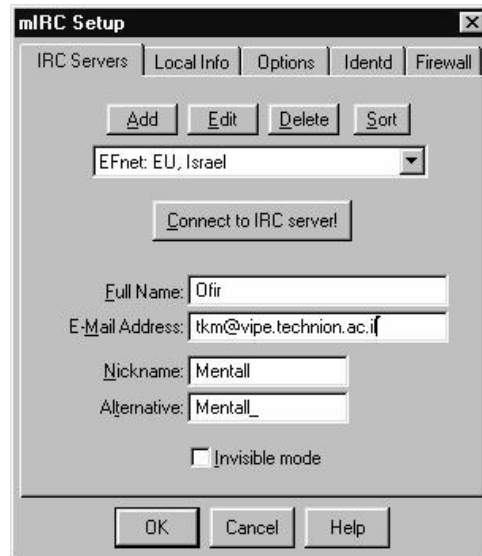 mIRC Setup
IRC Servers Local Info Options Identd Firewall
Add Edit Delete Sort
EFnet: EU, Israel
Connect to IRC server!
Full Name: Ofir
E-Mail Address: tkm@vipe.technion.ac.il
Nickname: Mentall
Alternative: Mentall_
Invisible mode
OK Cancel Help